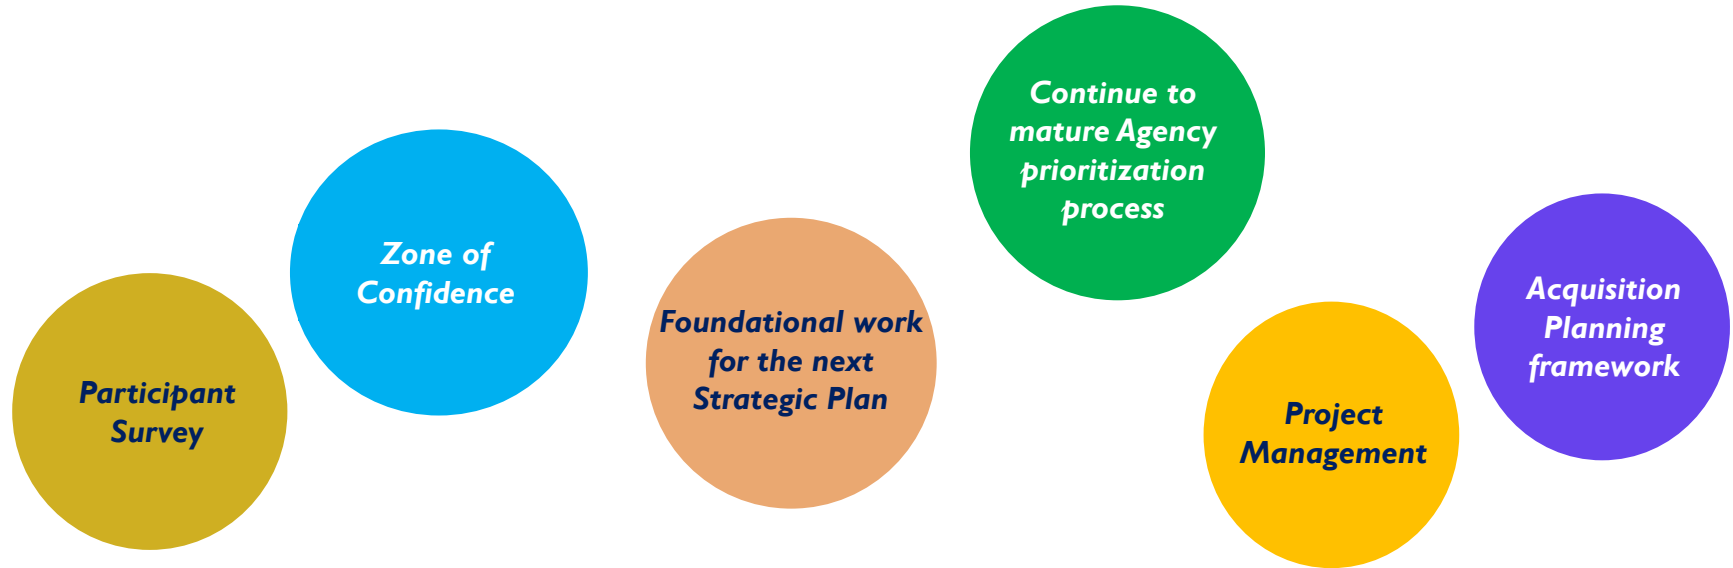 Participant
Survey
Zone of
Confidence
Foundational work
for the next
Strategic Plan
Continue to
mature Agency
prioritization
process
Project
Management
Acquisition
Planning
framework